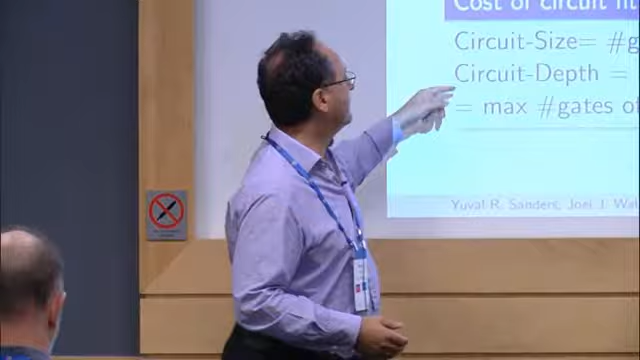 Cost of circuit
Circuit-Size= #g
Circuit-Depth =
= max #gates of
Yuval R. Sanders, Joel J. Wal